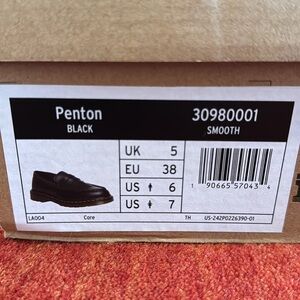 Penton 30980001
BLACK SMOOTH
UK 5
EU 38
US 6
US 7
1 90665 57043 4
LA004 Core TH US-242P0226390-01